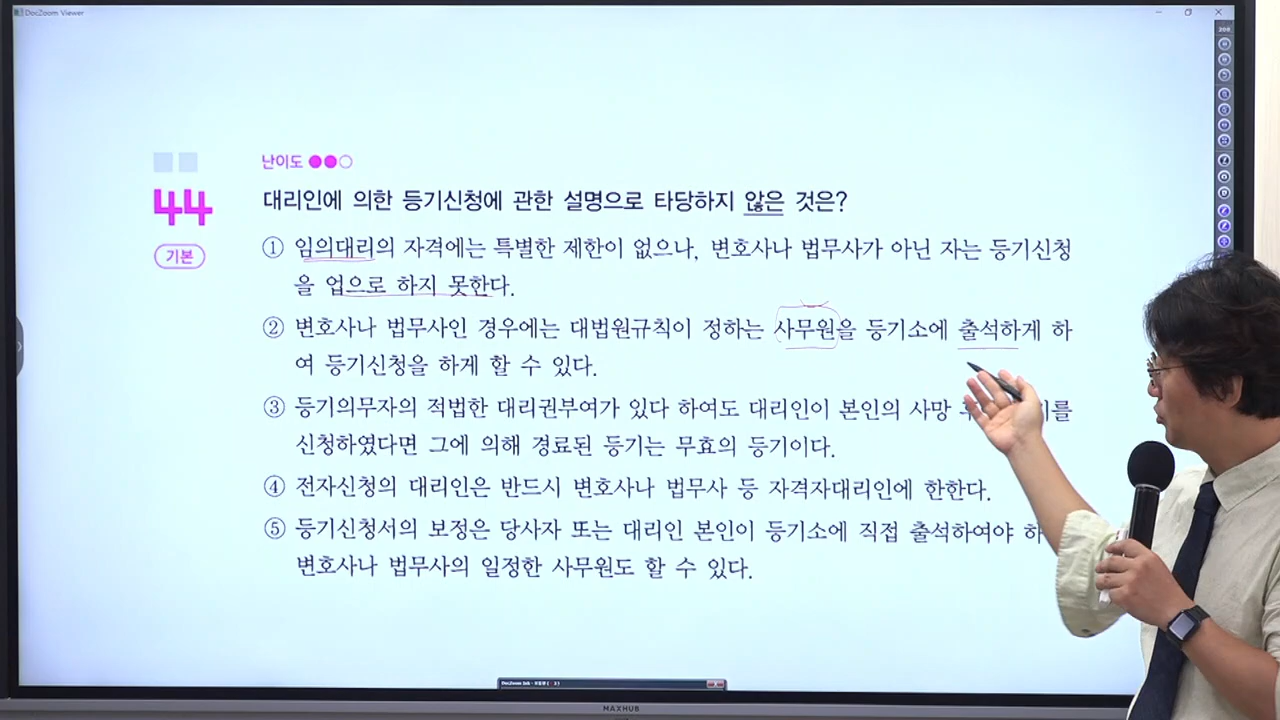 DocZoom Viewer
난이도
44
대리인에 의한 등기신청에 관한 설명으로 타당하지 않은 것은?
기본
① 임의대리의 자격에는 특별한 제한이 없으나, 변호사나 법무사가 아닌 자는 등기신청
을 업으로 하지 못한다.
② 변호사나 법무사인 경우에는 대법원규칙이 정하는 사무원을 등기소에 출석하게 하
여 등기신청을 하게 할 수 있다.
③ 등기의무자의 적법한 대리권부여가 있다 하여도 대리인이 본인의 사망 를
신청하였다면 그에 의해 경료된 등기는 무효의 등기이다.
④ 전자신청의 대리인은 반드시 변호사나 법무사 등 자격자대리인에 한한다.
⑤ 등기신청서의 보정은 당사자 또는 대리인 본인이 등기소에 직접 출석하여야 하
변호사나 법무사의 일정한 사무원도 할 수 있다.
MAXHUB